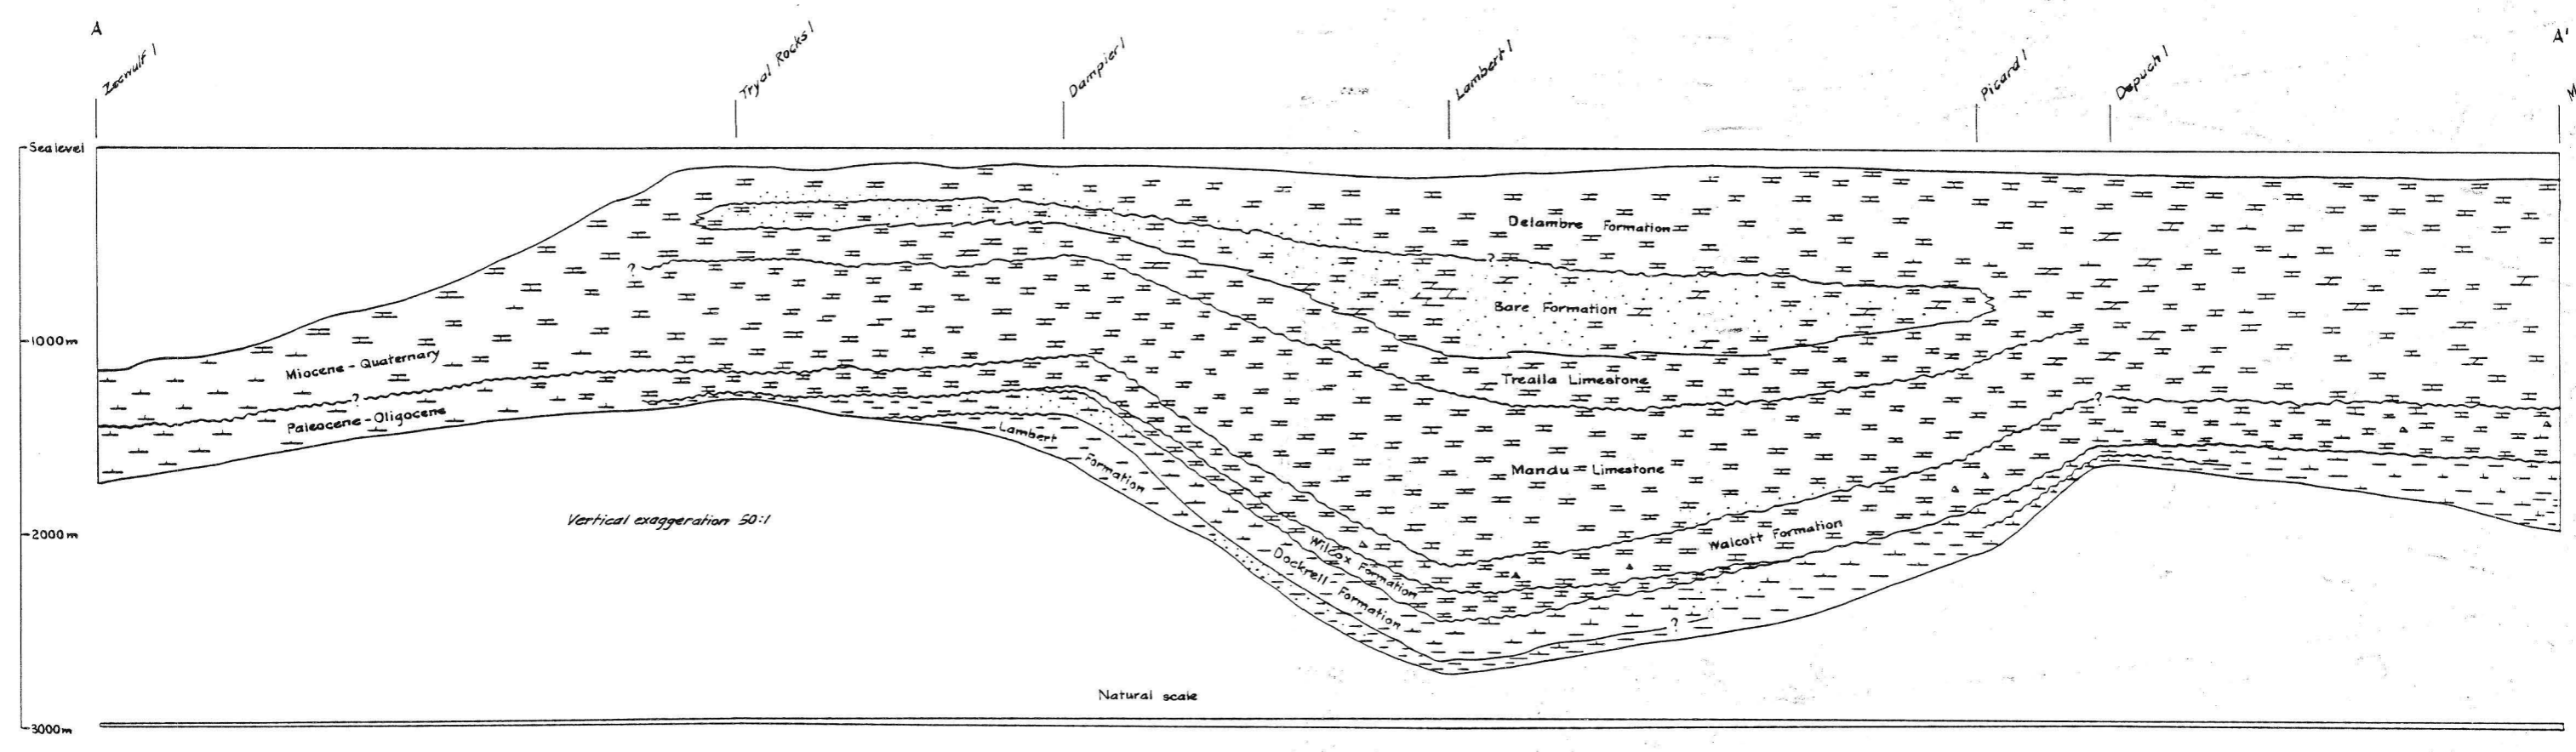 A
A'
Zeewulf 1
Tryal Rocks 1
Dampier 1
Lambert 1
Picard 1
Depuch 1
M
Sea level
Delambre Formation
?
?
Bare Formation
1000m
Miocene - Quaternary
Trealla Limestone
?
?
Paleocene - Oligocene
Lambert
Formation
Mandu Limestone
Vertical exaggeration 50:1
2000m
Walcott Formation
Wilcox Formation
Dockrell Formation
?
Natural scale
3000m